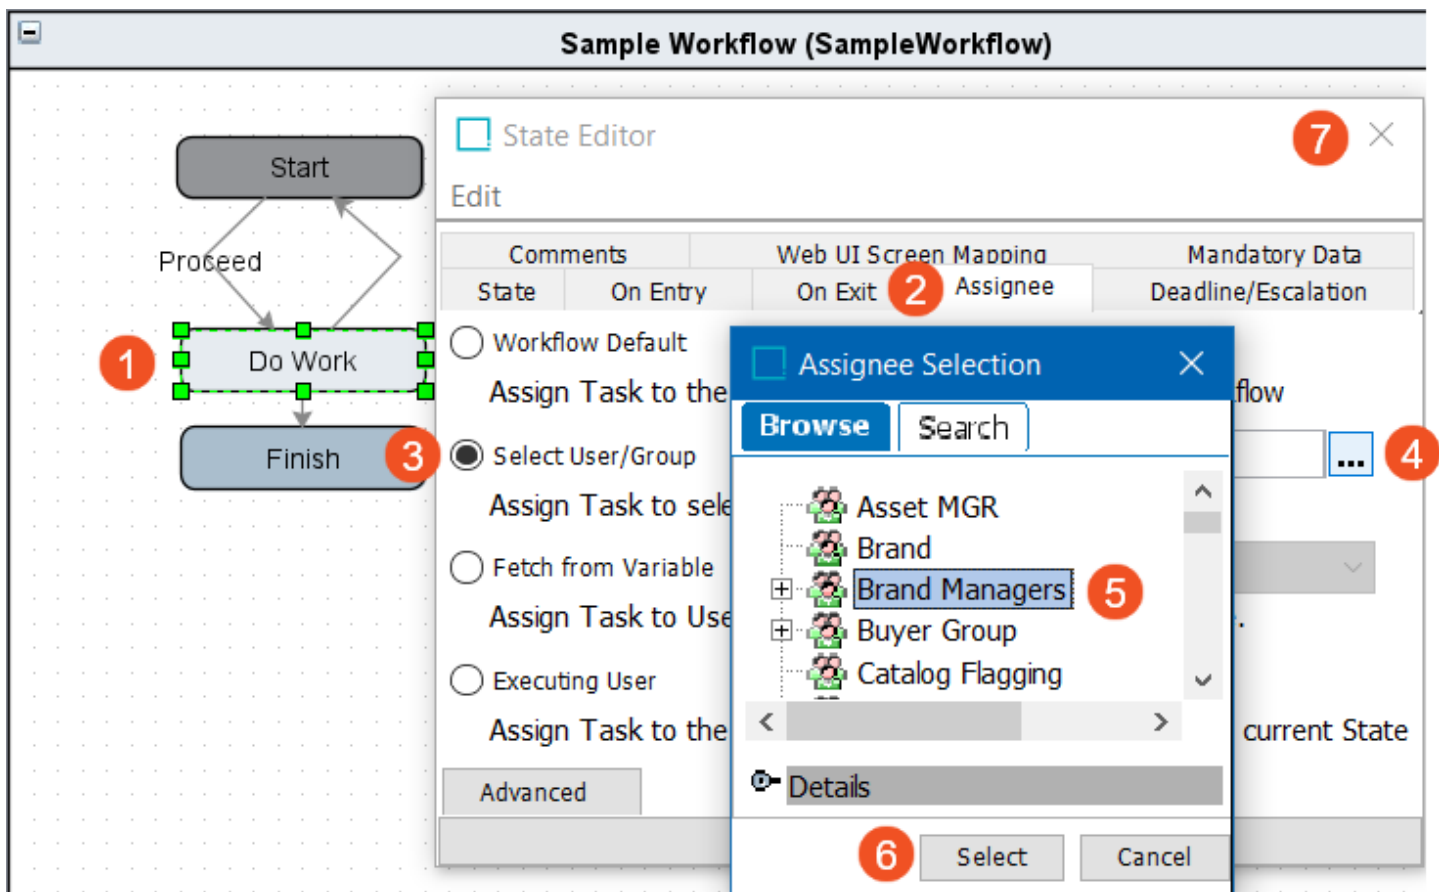 Sample Workflow (SampleWorkflow)
State Editor
7
Edit
Start
Proceed
1
Do Work
Finish
Comments
Web UI Screen Mapping
Mandatory Data
State
On Entry
On Exit
2
Assignee
Deadline/Escalation
Workflow Default
Assign Task to the
flow
3
Select User/Group
...
4
Assign Task to sele
Fetch from Variable
Assign Task to Use
.
Executing User
Assign Task to the
current State
Advanced
Assignee Selection
Browse
Search
Asset MGR
Brand
Brand Managers
5
Buyer Group
Catalog Flagging
Details
6
Select
Cancel